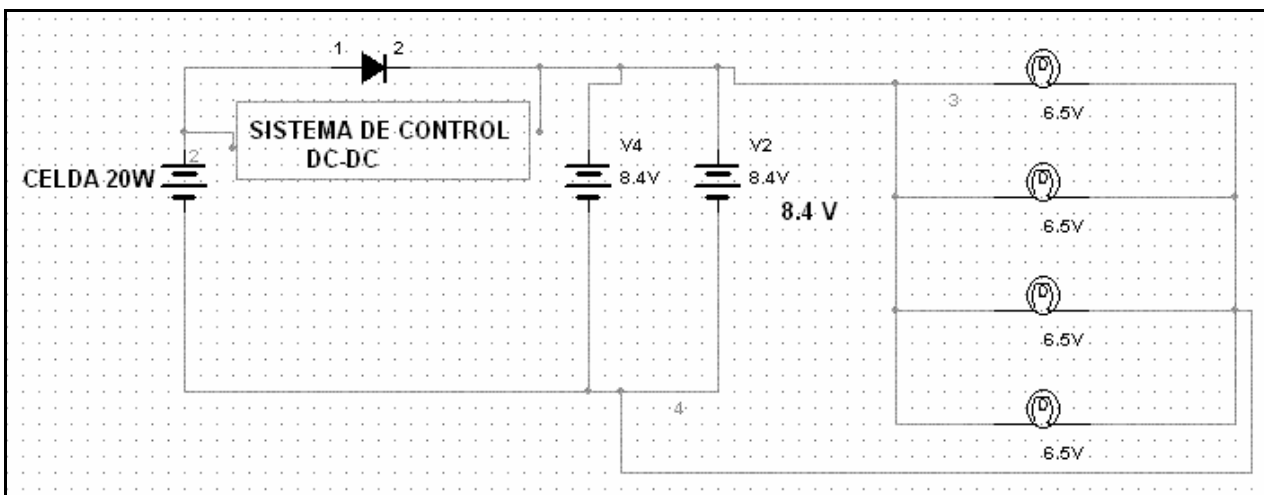 1 2
SISTEMA DE CONTROL
DC-DC
2
CELDA 20W
V4
8.4V
V2
8.4V
8.4 V
3
6.5V
6.5V
6.5V
6.5V
4